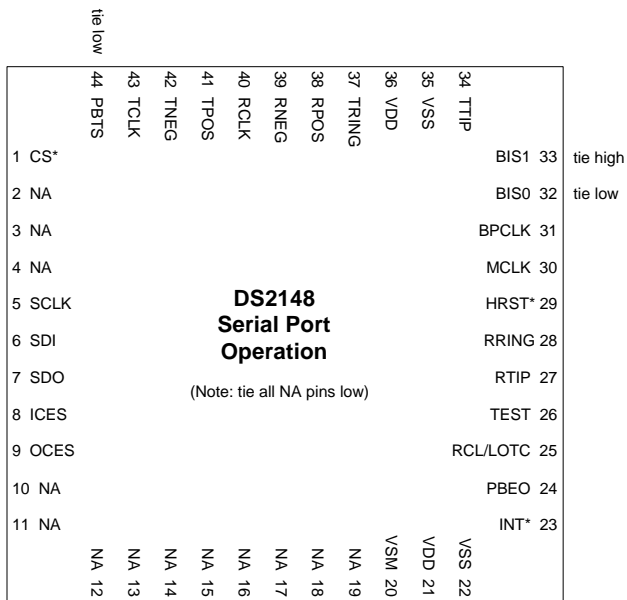 tie low
44 PBTS
43 TCLK
42 TNEG
41 TPOS
40 RCLK
39 RNEG
38 RPOS
37 TRING
36 VDD
35 VSS
34 TTIP
1 CS*
2 NA
3 NA
4 NA
5 SCLK
6 SDI
7 SDO
8 ICES
9 OCES
10 NA
11 NA
DS2148
Serial Port
Operation
(Note: tie all NA pins low)
BIS1 33 tie high
BIS0 32 tie low
BPCLK 31
MCLK 30
HRST* 29
RRING 28
RTIP 27
TEST 26
RCL/LOTC 25
PBEO 24
INT* 23
NA 12
NA 13
NA 14
NA 15
NA 16
NA 17
NA 18
NA 19
VSM 20
VDD 21
VSS 22